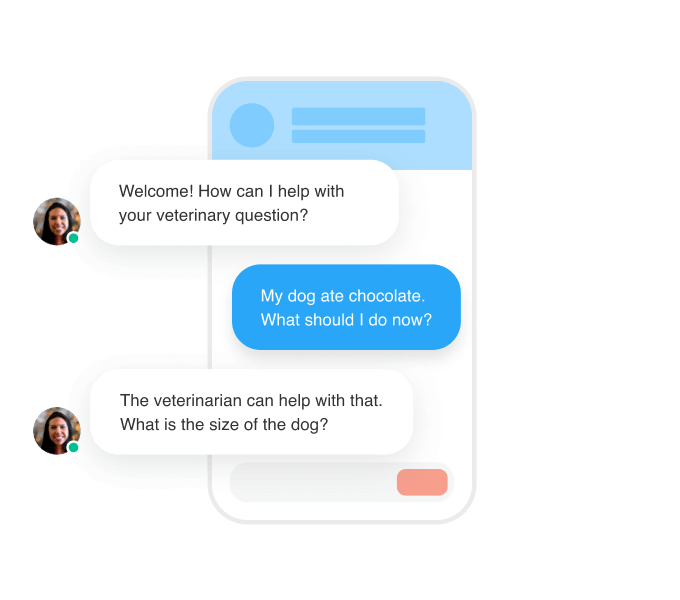 Welcome! How can I help with
your veterinary question?
My dog ate chocolate.
What should I do now?
The veterinarian can help with that.
What is the size of the dog?